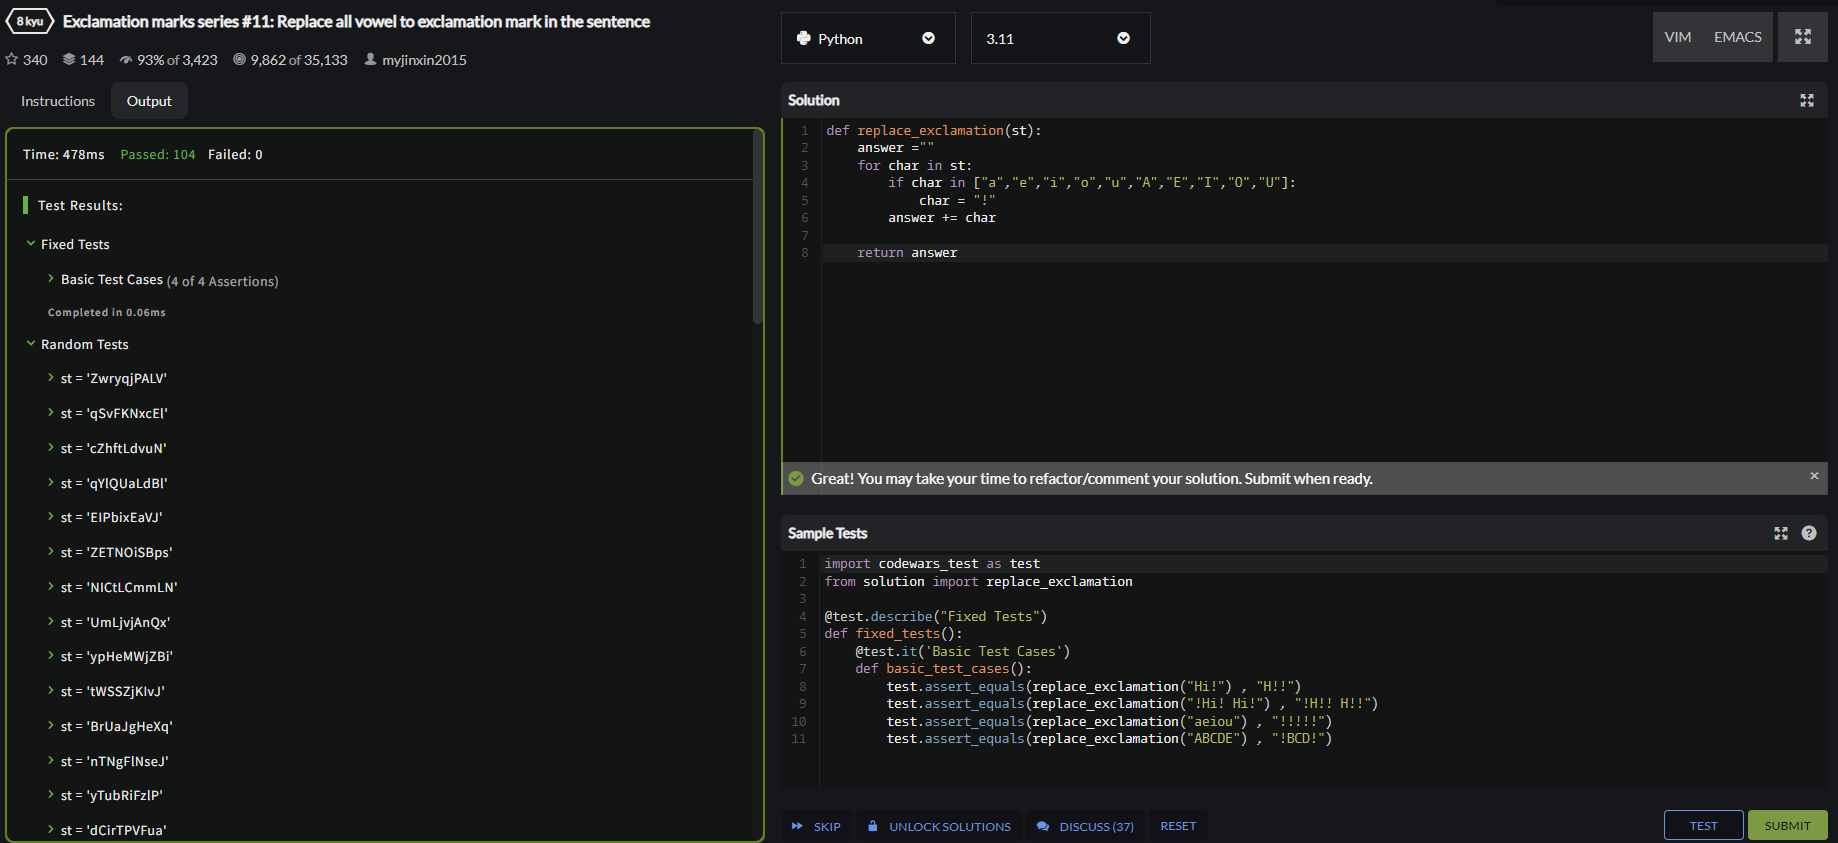 8 kyu Exclamation marks series #11: Replace all vowel to exclamation mark in the sentence
340 144 93% of 3,423 9,862 of 35,133 myjinxin2015
Instructions Output
Time: 478ms Passed: 104 Failed: 0
Test Results:
Fixed Tests
Basic Test Cases (4 of 4 Assertions)
Completed in 0.06ms
Random Tests
st = 'ZwryqjPALV'
st = 'qSvFKNxcEl'
st = 'cZhftLdvuN'
st = 'qYlQUaLdBl'
st = 'EIPbixEaVJ'
st = 'ZETNOiSBps'
st = 'NICtLCmmLN'
st = 'UmLjvjAnQx'
st = 'ypHeMWjZBi'
st = 'tWSSZjKIvJ'
st = 'BrUaJgHeXq'
st = 'nTNgFlNseJ'
st = 'yTubRiFzlP'
st = 'dCirTPVFua'
Python 3.11 VIM EMACS
Solution
1 def replace_exclamation(st):
2 answer =""
3 for char in st:
4 if char in ["a","e","i","o","u","A","E","I","O","U"]:
5 char = "!"
6 answer += char
7
8 return answer
Great! You may take your time to refactor/comment your solution. Submit when ready. ×
Sample Tests ?
1 import codewars_test as test
2 from solution import replace_exclamation
3
4 @test.describe("Fixed Tests")
5 def fixed_tests():
6 @test.it('Basic Test Cases')
7 def basic_test_cases():
8 test.assert_equals(replace_exclamation("Hi!") , "H!!")
9 test.assert_equals(replace_exclamation("!Hi! Hi!") , "!H!! H!!")
10 test.assert_equals(replace_exclamation("aeiou") , "!!!!!")
11 test.assert_equals(replace_exclamation("ABCDE") , "!BCD!")
SKIP UNLOCK SOLUTIONS DISCUSS (37) RESET TEST SUBMIT